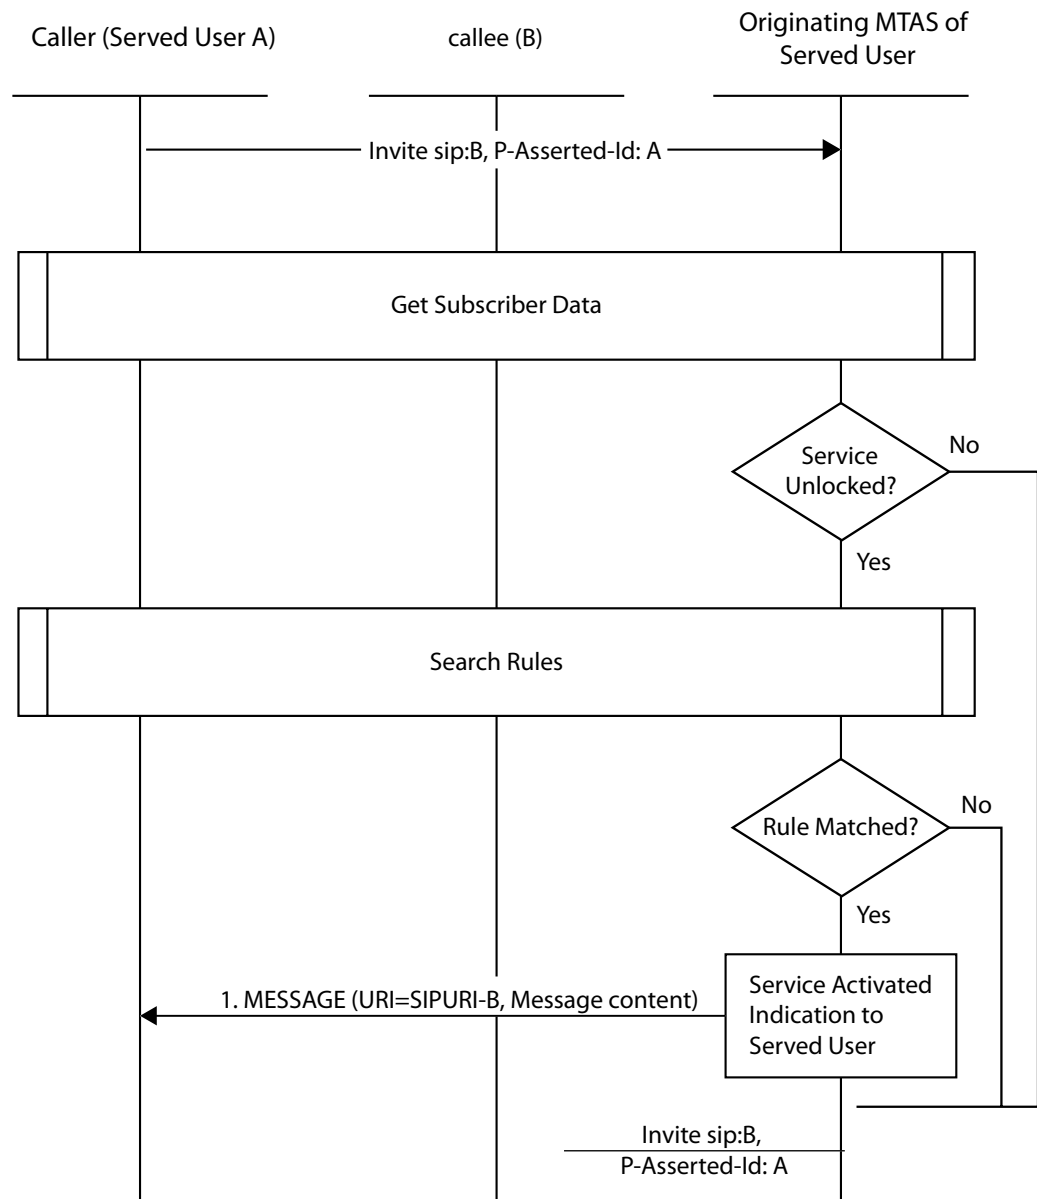 Caller (Served User A)
callee (B)
Originating MTAS of
Served User
Invite sip:B, P-Asserted-Id: A
Get Subscriber Data
Service
Unlocked?
No
Yes
Search Rules
Rule Matched?
No
Yes
Service Activated
Indication to
Served User
1. MESSAGE (URI=SIPURI-B, Message content)
Invite sip:B,
P-Asserted-Id: A